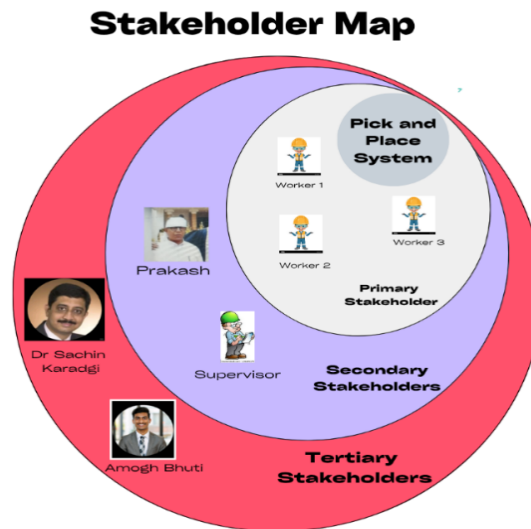 Stakeholder Map
?
Pick and
Place
System
Worker 1
Worker 3
Worker 2
Prakash
Primary
Stakeholder
Dr Sachin
Karadgi
Supervisor
Secondary
Stakeholders
Amogh Bhuti
Tertiary
Stakeholders